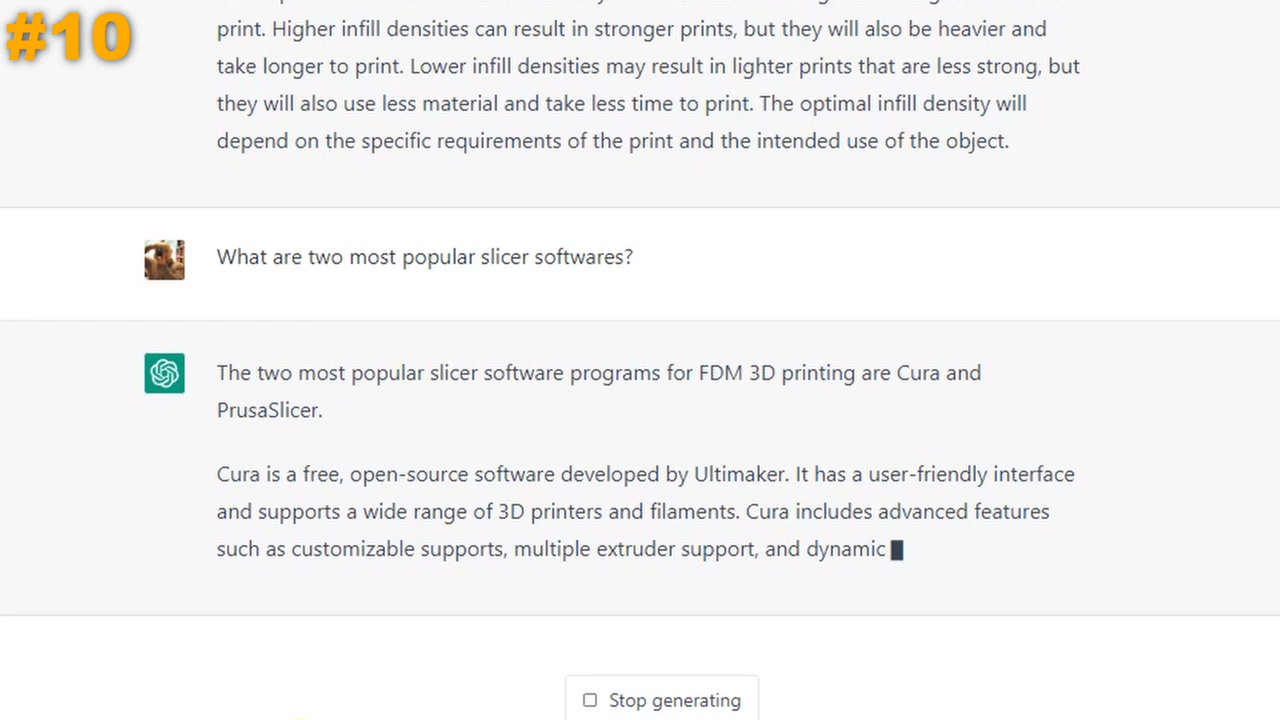 #10
print. Higher infill densities can result in stronger prints, but they will also be heavier and
take longer to print. Lower infill densities may result in lighter prints that are less strong, but
they will also use less material and take less time to print. The optimal infill density will
depend on the specific requirements of the print and the intended use of the object.
What are two most popular slicer softwares?
The two most popular slicer software programs for FDM 3D printing are Cura and
PrusaSlicer.
Cura is a free, open-source software developed by Ultimaker. It has a user-friendly interface
and supports a wide range of 3D printers and filaments. Cura includes advanced features
such as customizable supports, multiple extruder support, and dynamic
Stop generating